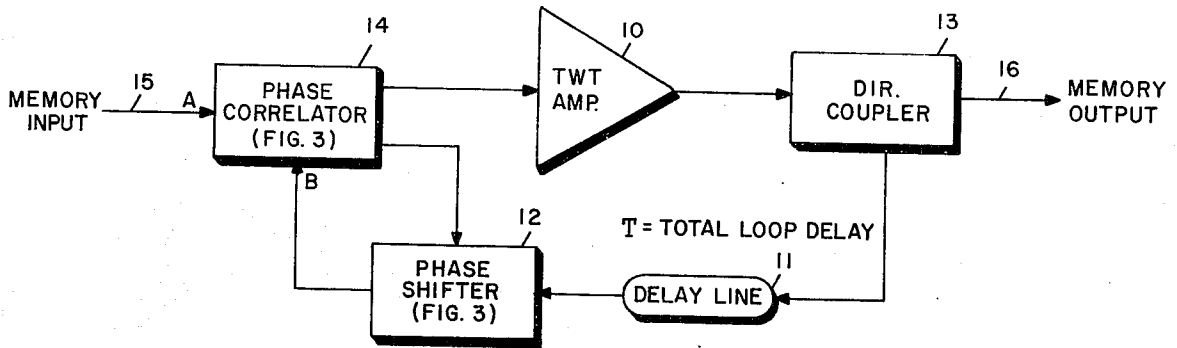 14
10
13
15
16
MEMORY
INPUT
A
PHASE
CORRELATOR
(FIG. 3)
TWT
AMP.
DIR.
COUPLER
MEMORY
OUTPUT
B
12
T = TOTAL LOOP DELAY
11
PHASE
SHIFTER
(FIG. 3)
DELAY LINE